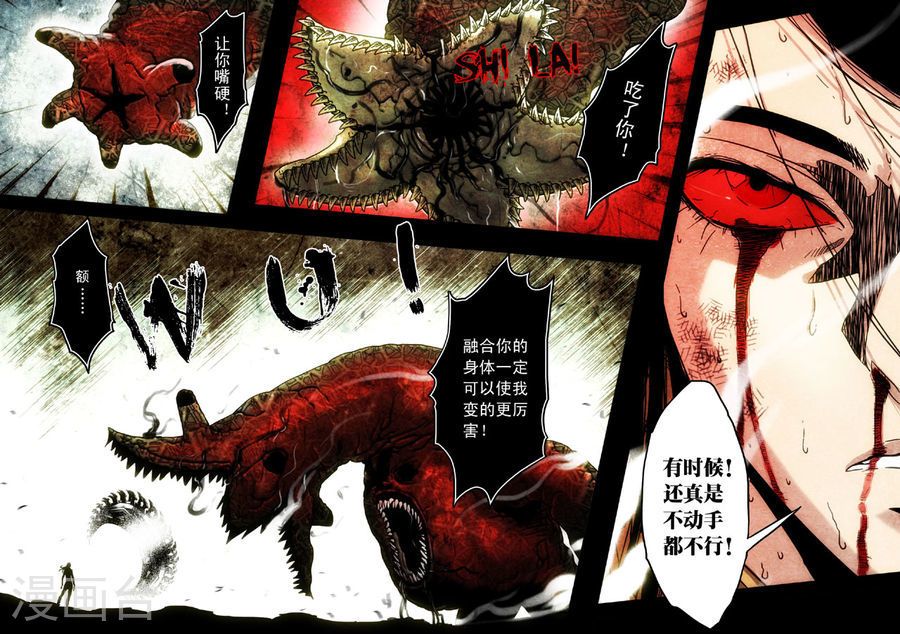 让你嘴硬！
SHI LA!
吃了你！
额……
WU!
融合你的
身体一定
可以使我
变的更厉
害！
有时候！
还真是
不动手
都不行！
漫画台